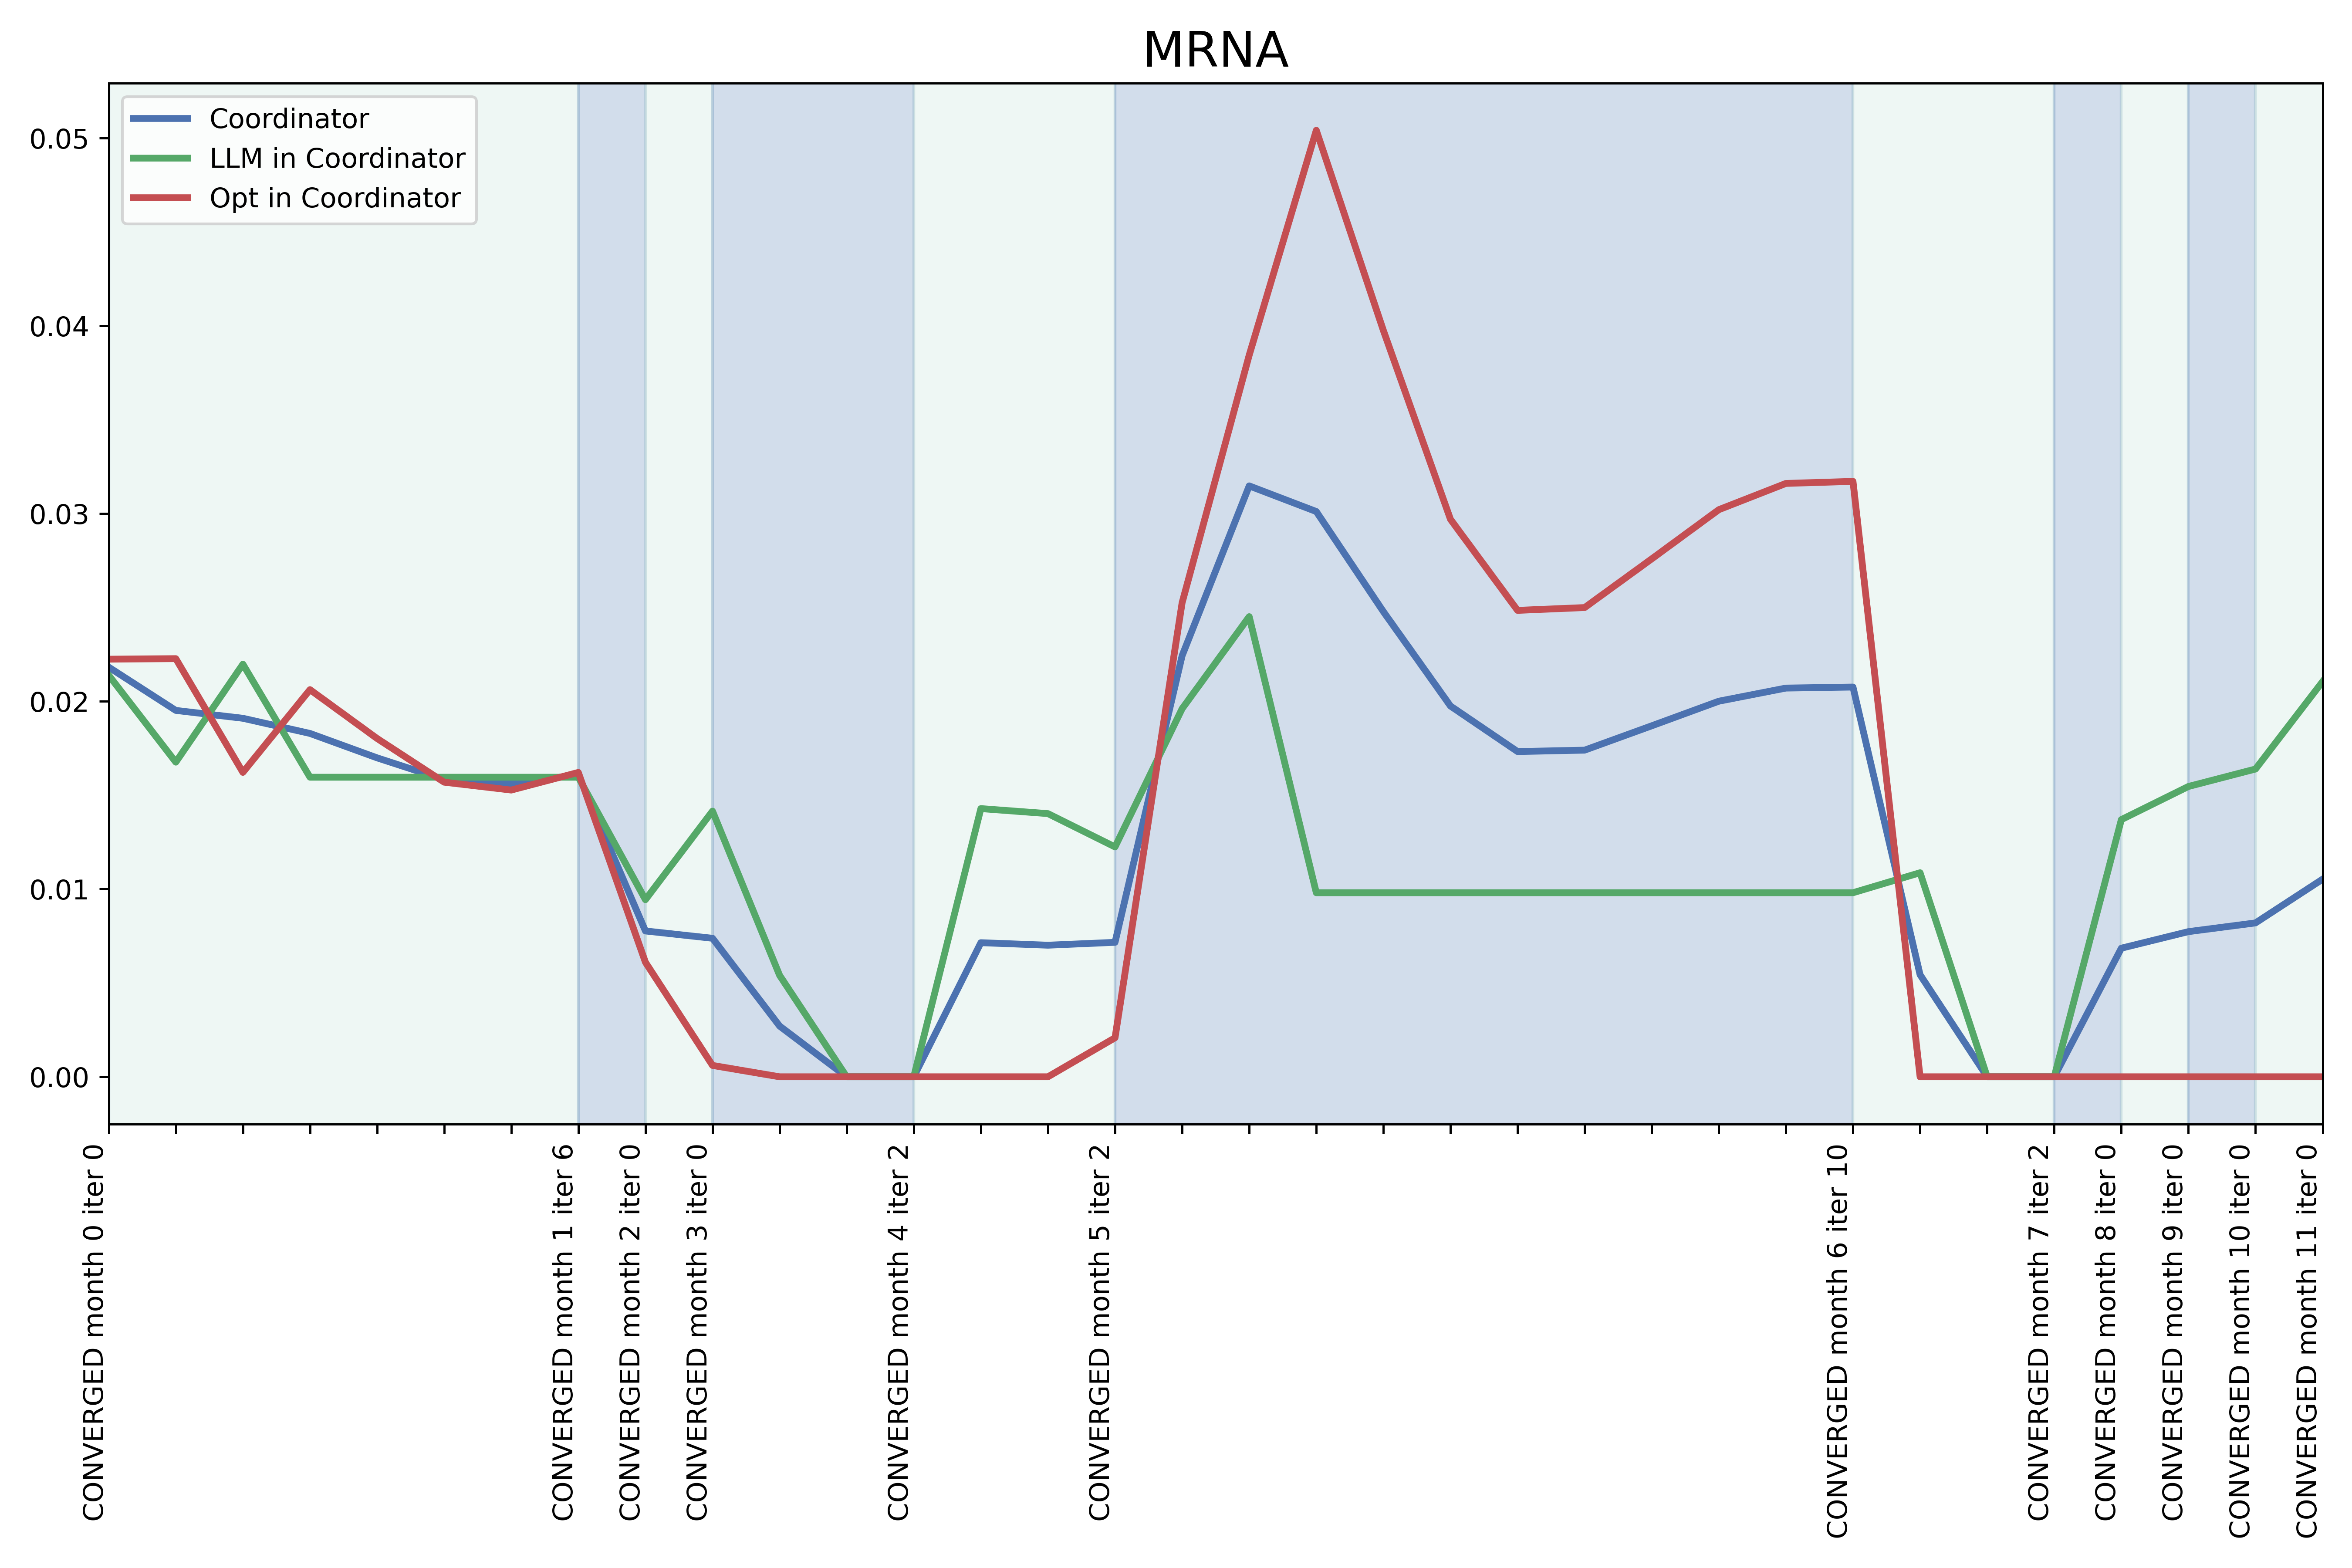 MRNA
Coordinator
LLM in Coordinator
Opt in Coordinator
0.05
0.04
0.03
0.02
0.01
0.00
CONVERGED month 0 iter 0
CONVERGED month 1 iter 6
CONVERGED month 2 iter 0
CONVERGED month 3 iter 0
CONVERGED month 4 iter 2
CONVERGED month 5 iter 2
CONVERGED month 6 iter 10
CONVERGED month 7 iter 2
CONVERGED month 8 iter 0
CONVERGED month 9 iter 0
CONVERGED month 10 iter 0
CONVERGED month 11 iter 0